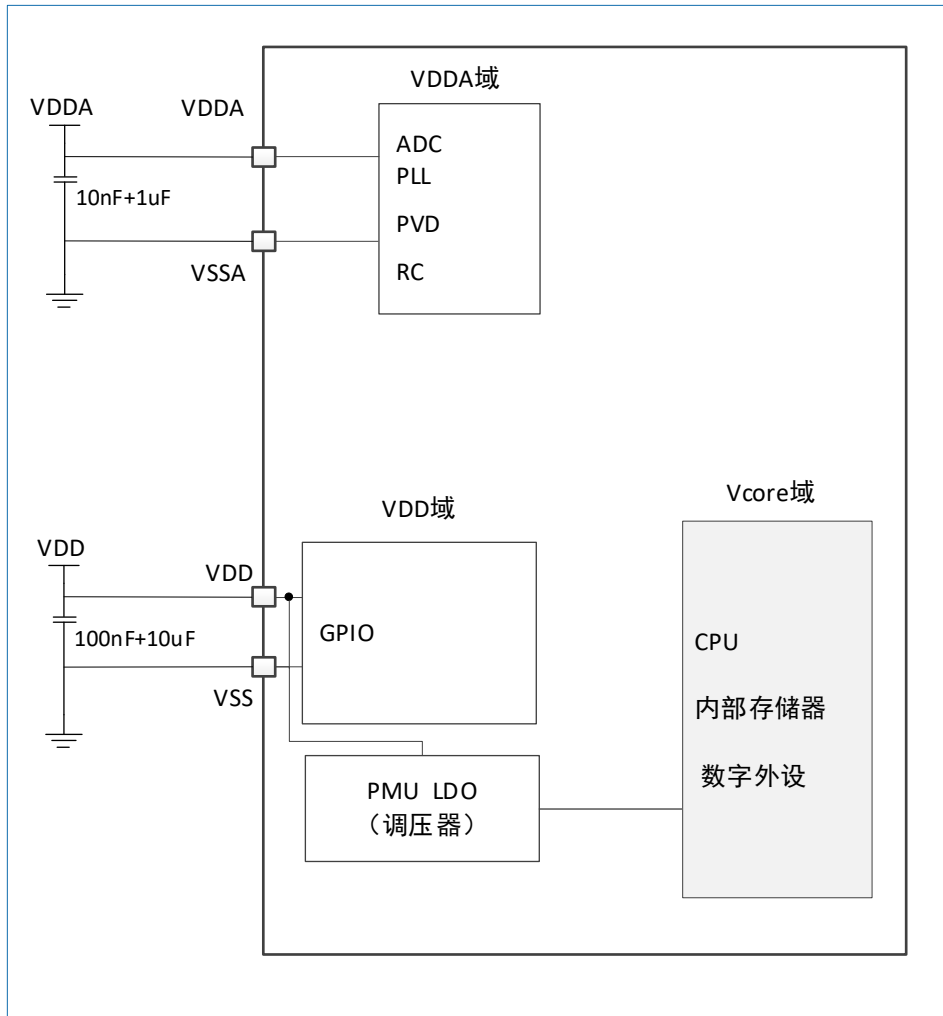 VDDA域
VDDA
VDDA
ADC
PLL
10nF+1uF
PVD
VSSA
RC
Vcore域
VDD域
VDD
VDD
GPIO
100nF+10uF
CPU
VSS
内部存储器
数字外设
PMU LDO
（调压器）